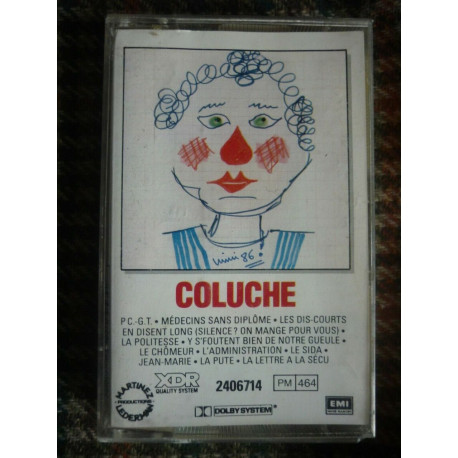 mimi 86.
COLUCHE
P.C.-G.T. • MÉDECINS SANS DIPLÔME • LES DIS-COURTS
EN DISENT LONG (SILENCE ? ON MANGE POUR VOUS) •
LA POLITESSE • Y S'FOUTENT BIEN DE NOTRE GUEULE •
LE CHÔMEUR • L'ADMINISTRATION • LE SIDA •
JEAN-MARIE • LA PUTE • LA LETTRE A LA SÉCU
MARTINEZ
PRODUCTIONS
LEDERMAN
XDR
QUALITY SYSTEM
2406714
PM 464
DOLBY SYSTEM
EMI